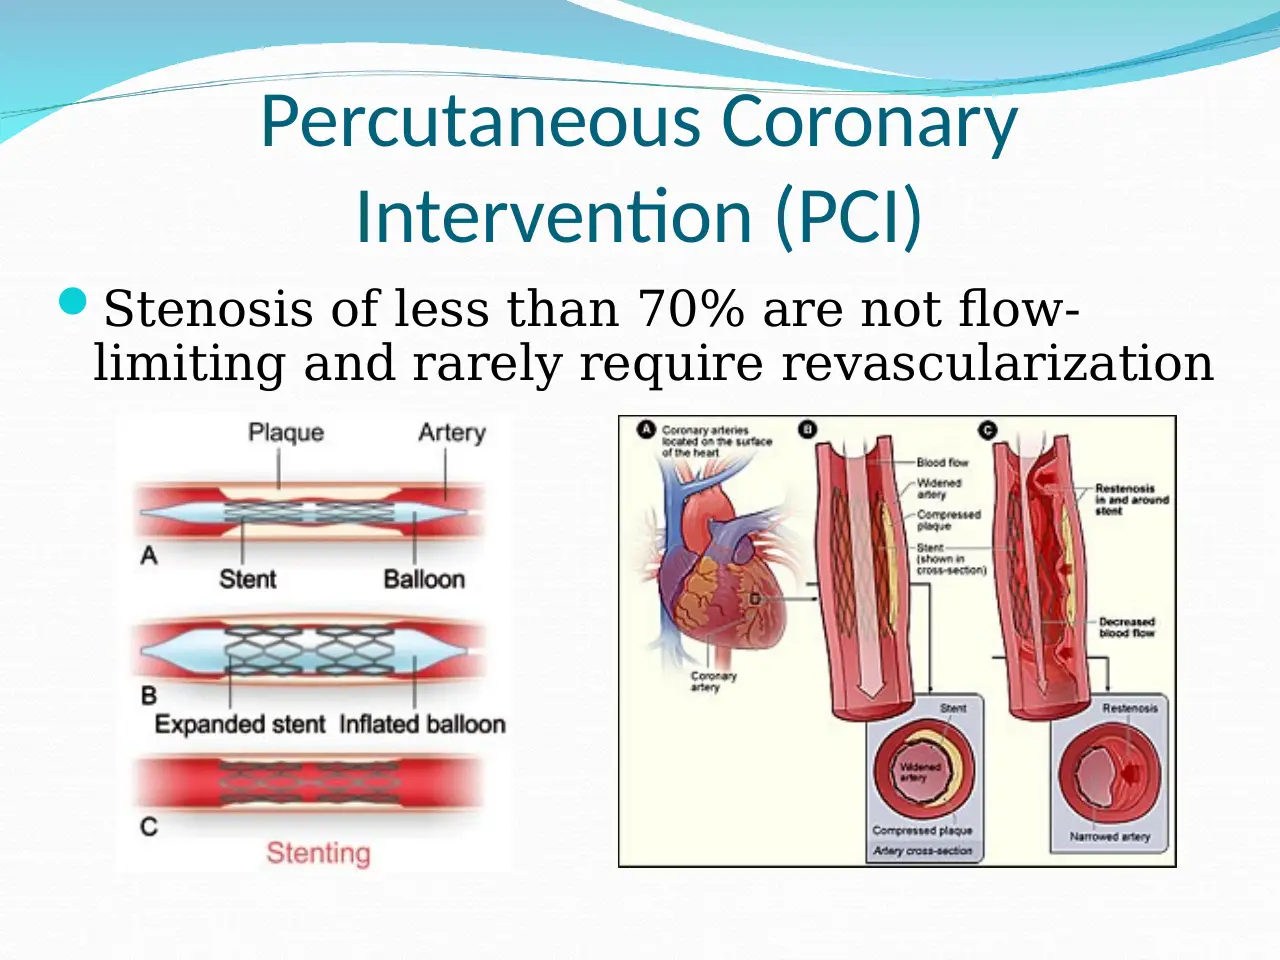 Percutaneous Coronary
Intervention (PCI)
Stenosis of less than 70% are not flow-
limiting and rarely require revascularization
Plaque
Artery
A
Stent
Balloon
B
Expanded stent
Inflated balloon
C
Stenting
A
Coronary arteries
located on the surface
of the heart
Coronary
artery
B
Blood flow
Widened
artery
Compressed
plaque
Stent
(shown in
cross-section)
Stent
Widened
artery
Compressed plaque
Artery cross-section
C
Restenosis
in and around
stent
Decreased
blood flow
Restenosis
Narrowed artery